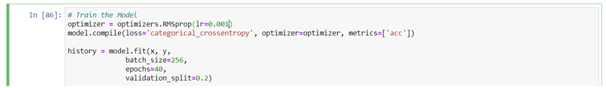 In [86]: # Train the Model
optimizer = optimizers.RMSprop(lr=0.001)
model.compile(loss='categorical_crossentropy', optimizer=optimizer, metrics=['acc'])
history = model.fit(x, y,
batch_size=256,
epochs=40,
validation_split=0.2)